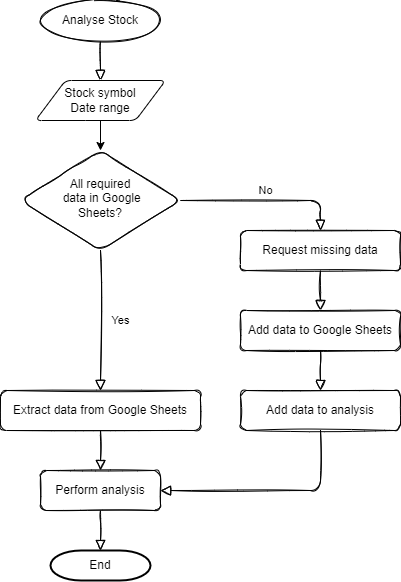 Analyse Stock
Stock symbol
Date range
All required
data in Google
Sheets?
No
Request missing data
Yes
Add data to Google Sheets
Extract data from Google Sheets
Add data to analysis
Perform analysis
End